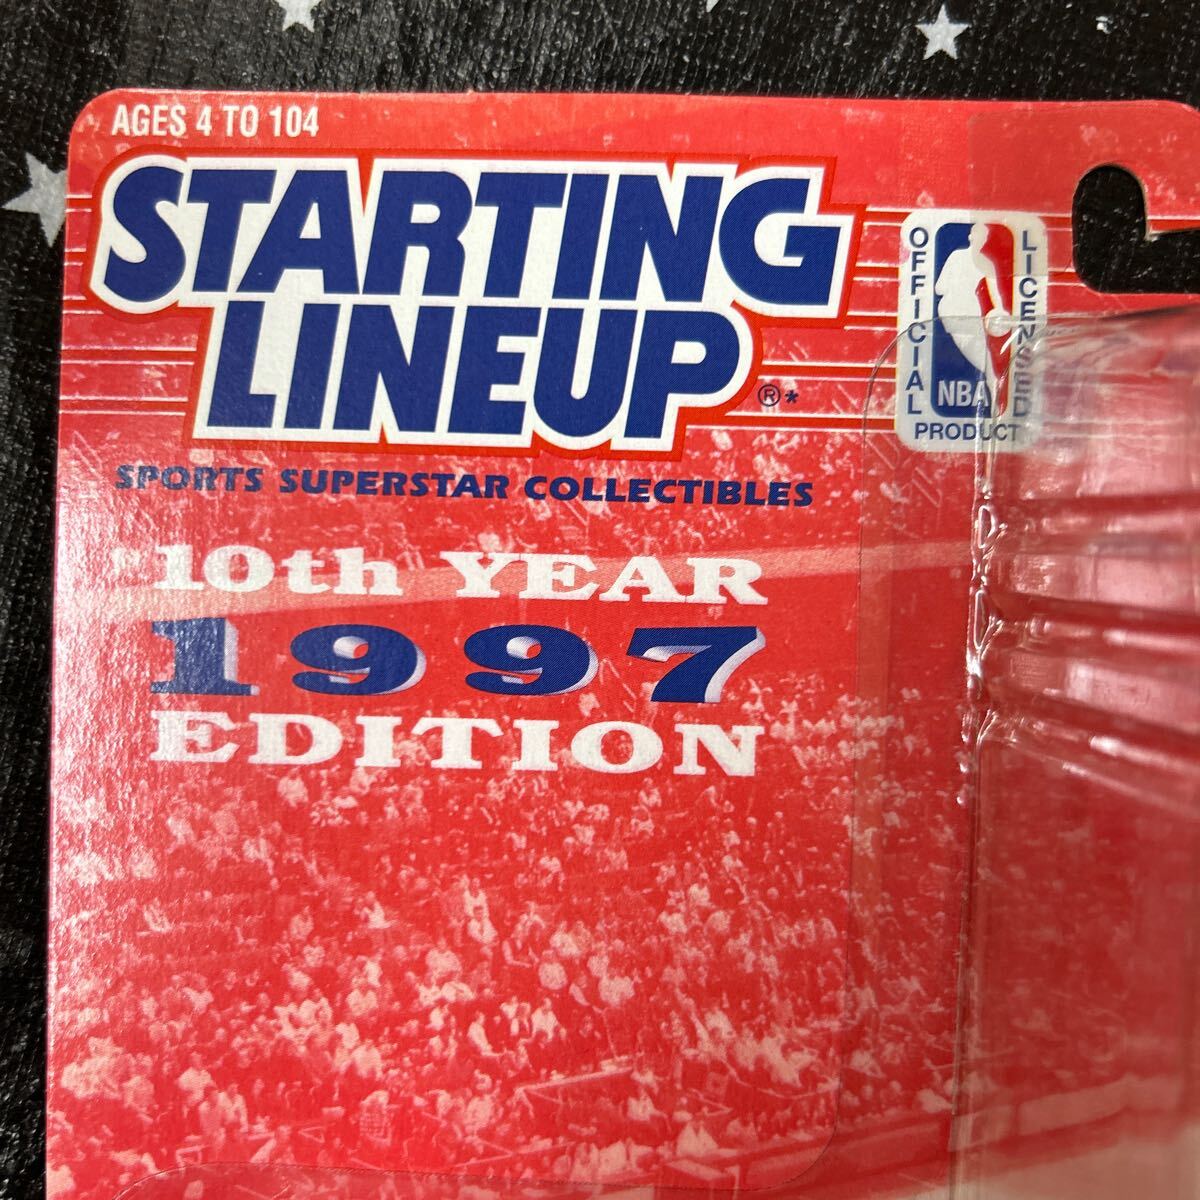 AGES 4 TO 104
STARTING
LINEUP®*
SPORTS SUPERSTAR COLLECTIBLES
10th YEAR
1997
EDITION
OFFICIAL
LICENSED
NBA
PRODUCT